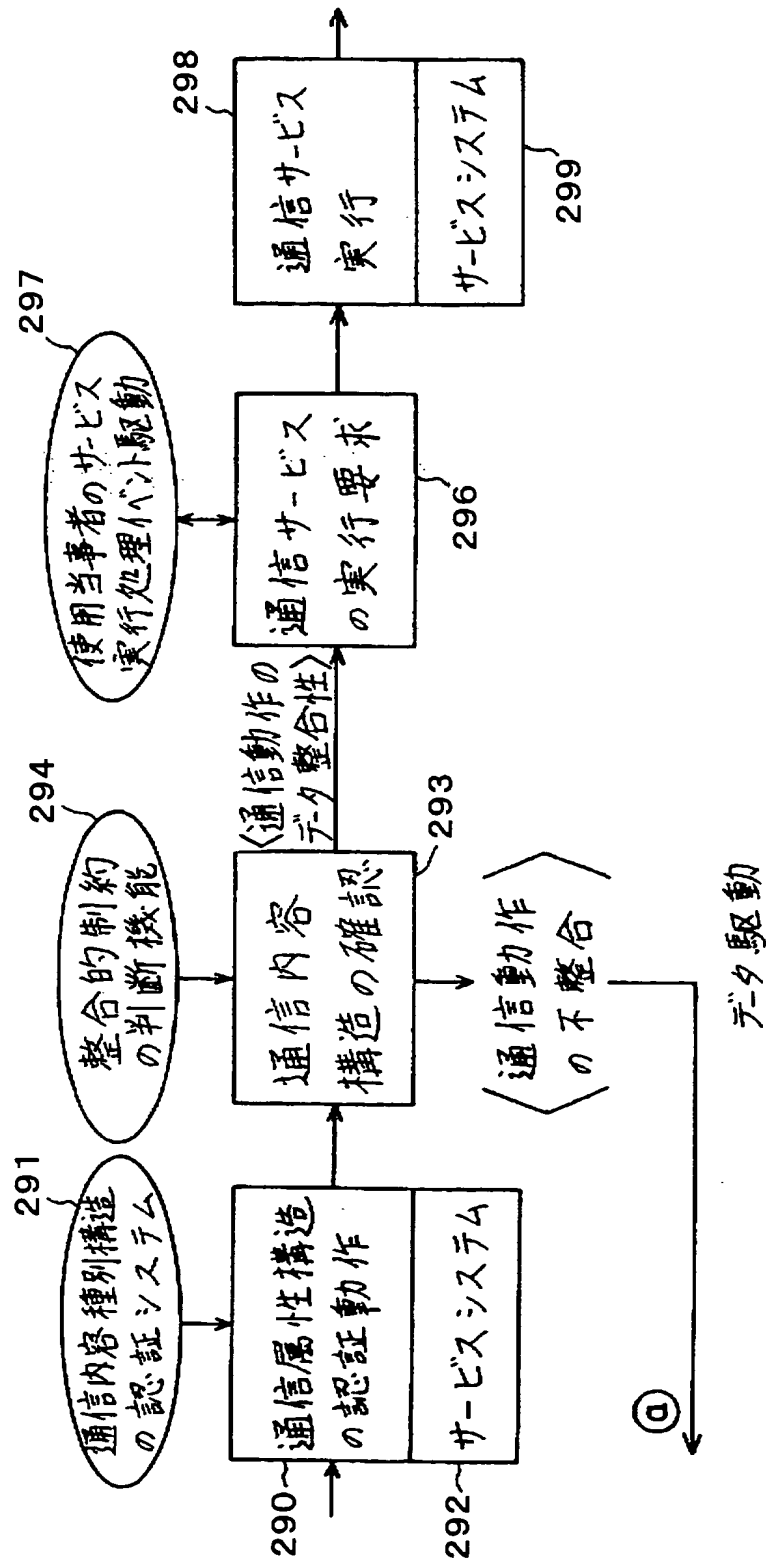 291
通信内容種別構造
の認証システム
290
通信属性構造
の認証動作
292
サービスシステム
294
整合的制約
の判断機能
293
通信内容
構造の確認
〈通信動作の
データ整合性〉
〈通信動作
の不整合〉
ⓐ
297
使用当事者のサービス
実行処理イベント駆動
296
通信サービス
の実行要求
298
通信サービス
実行
サービスシステム
299
データ駆動